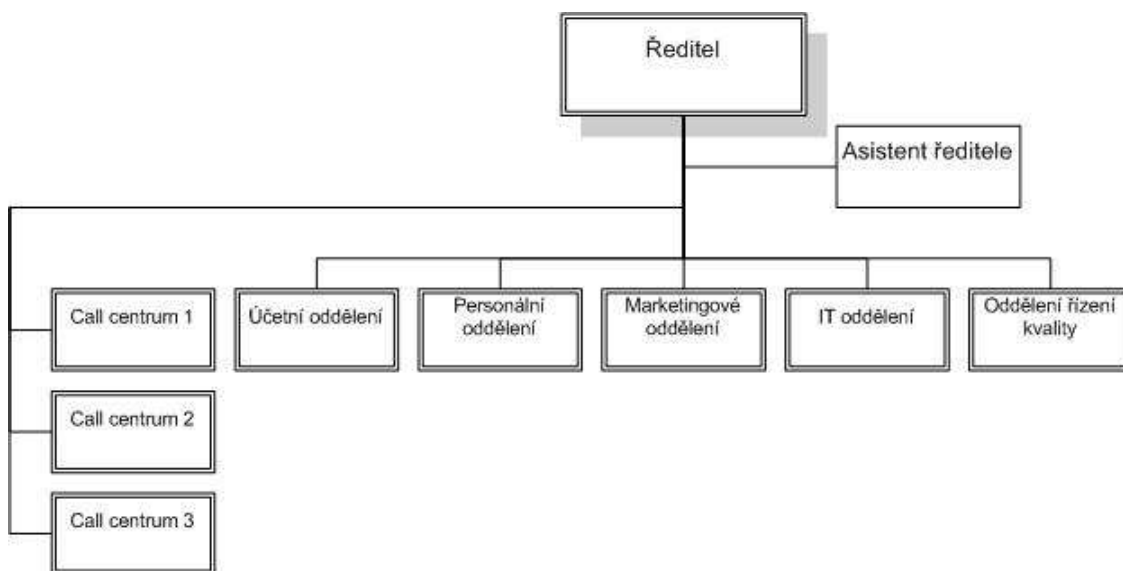 Ředitel
Asistent ředitele
Call centrum 1
Účetní oddělení
Personální
oddělení
Marketingové
oddělení
IT oddělení
Oddělení řízení
kvality
Call centrum 2
Call centrum 3